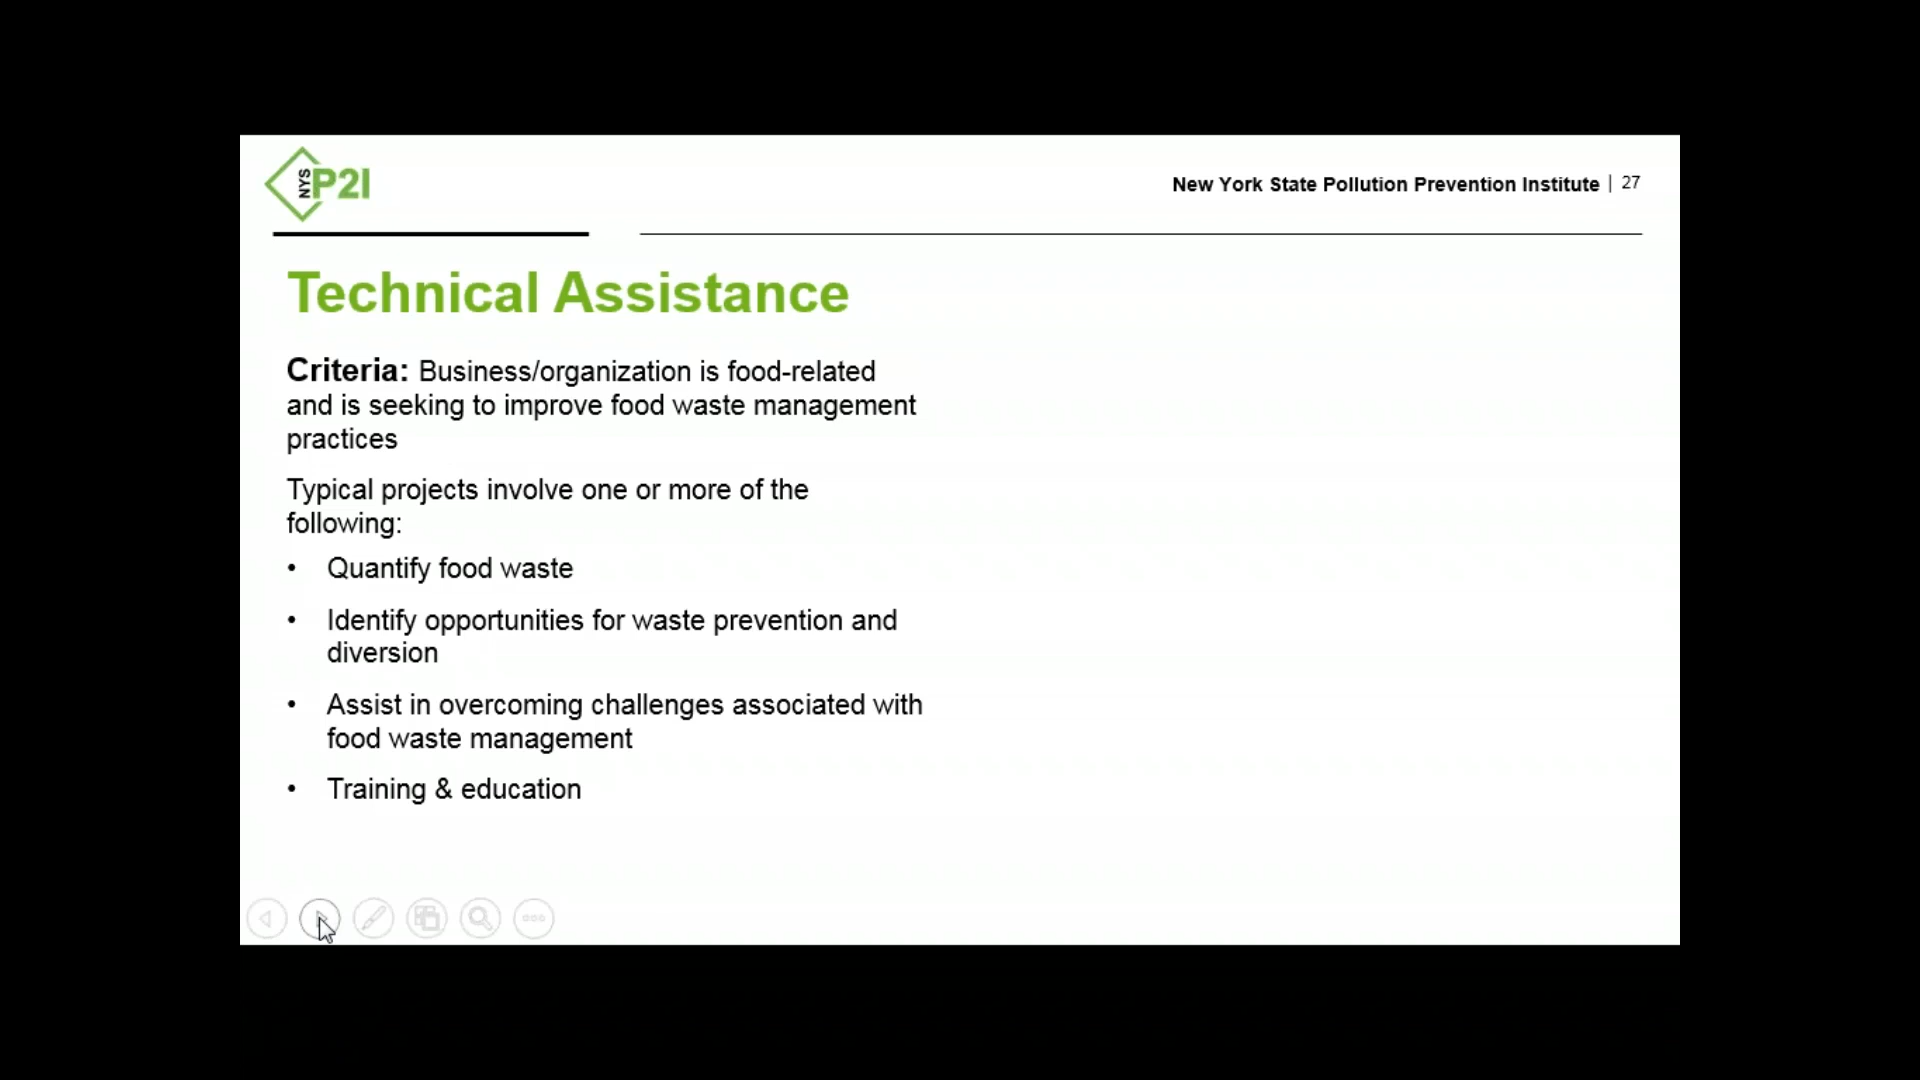 NYS P2I
New York State Pollution Prevention Institute | 27
Technical Assistance
Criteria: Business/organization is food-related
and is seeking to improve food waste management
practices
Typical projects involve one or more of the
following:
• Quantify food waste
• Identify opportunities for waste prevention and
diversion
• Assist in overcoming challenges associated with
food waste management
• Training & education